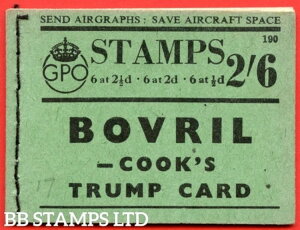 SEND AIRGRAPHS : SAVE AIRCRAFT SPACE
190
GPO
STAMPS 2/6
6 at 2½d · 6 at 2d · 6 at ½d
BOVRIL
—COOK'S
TRUMP CARD
17
BB STAMPS LTD